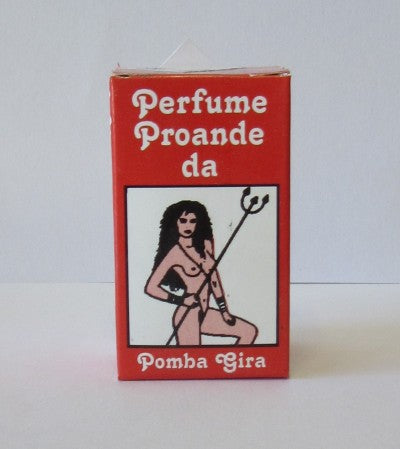 Perfume
Proande
da
Pomba Gira